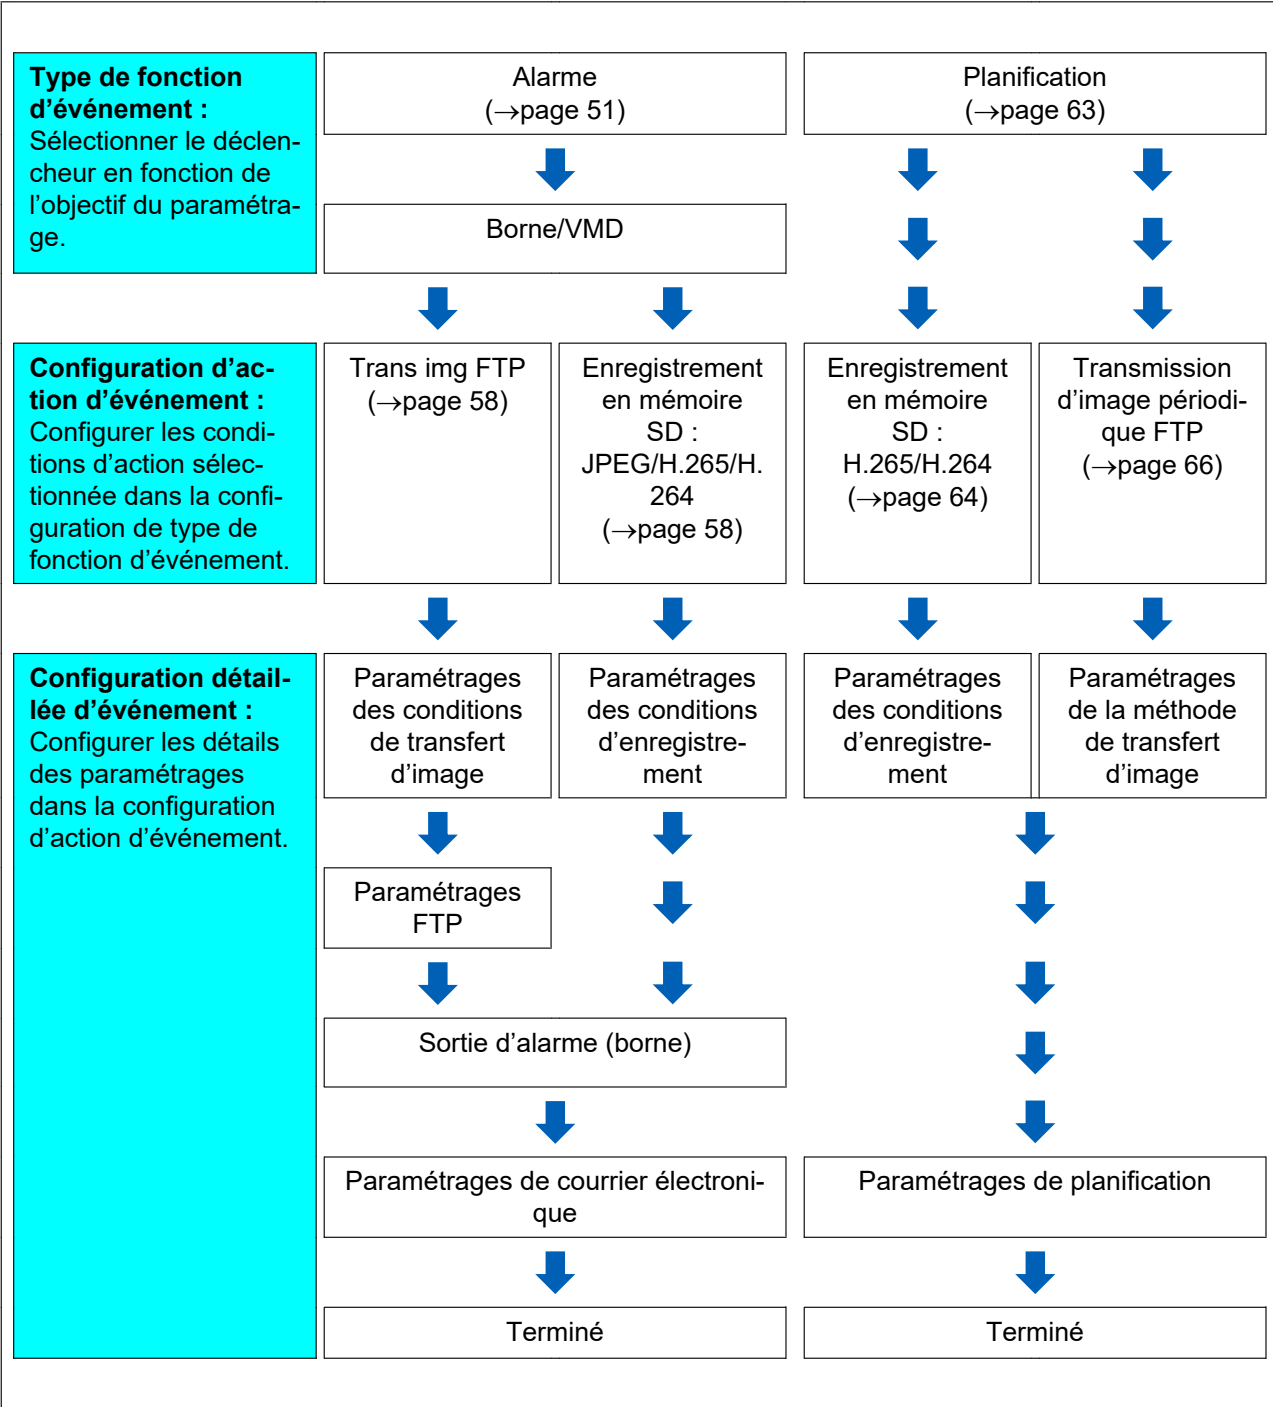 Type de fonction
d’événement :
Sélectionner le déclen-
cheur en fonction de
l’objectif du paramétra-
ge.
Alarme
(→page 51)
Planification
(→page 63)
Borne/VMD
Configuration d’ac-
tion d’événement :
Configurer les condi-
tions d’action sélec-
tionnée dans la confi-
guration de type de
fonction d’événement.
Trans img FTP
(→page 58)
Enregistrement
en mémoire
SD :
JPEG/H.265/H.
264
(→page 58)
Enregistrement
en mémoire
SD :
H.265/H.264
(→page 64)
Transmission
d’image périodi-
que FTP
(→page 66)
Configuration détail-
lée d’événement :
Configurer les détails
des paramétrages
dans la configuration
d’action d’événement.
Paramétrages
des conditions
de transfert
d’image
Paramétrages
des conditions
d’enregistre-
ment
Paramétrages
des conditions
d’enregistre-
ment
Paramétrages
de la méthode
de transfert
d’image
Paramétrages
FTP
Sortie d’alarme (borne)
Paramétrages de courrier électroni-
que
Paramétrages de planification
Terminé
Terminé